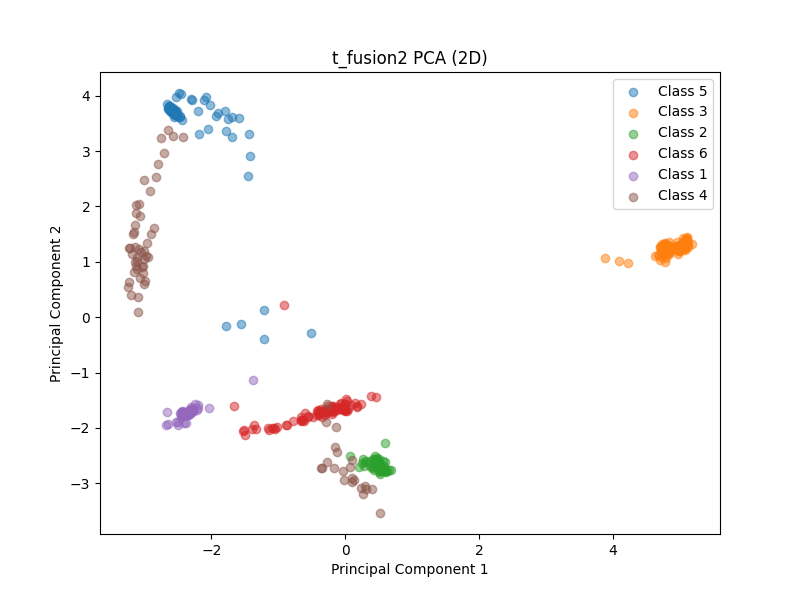 t_fusion2 PCA (2D)
Class 5
Class 3
Class 2
Class 6
Class 1
Class 4
4
3
2
1
0
−1
−2
−3
Principal Component 2
−2
0
2
4
Principal Component 1